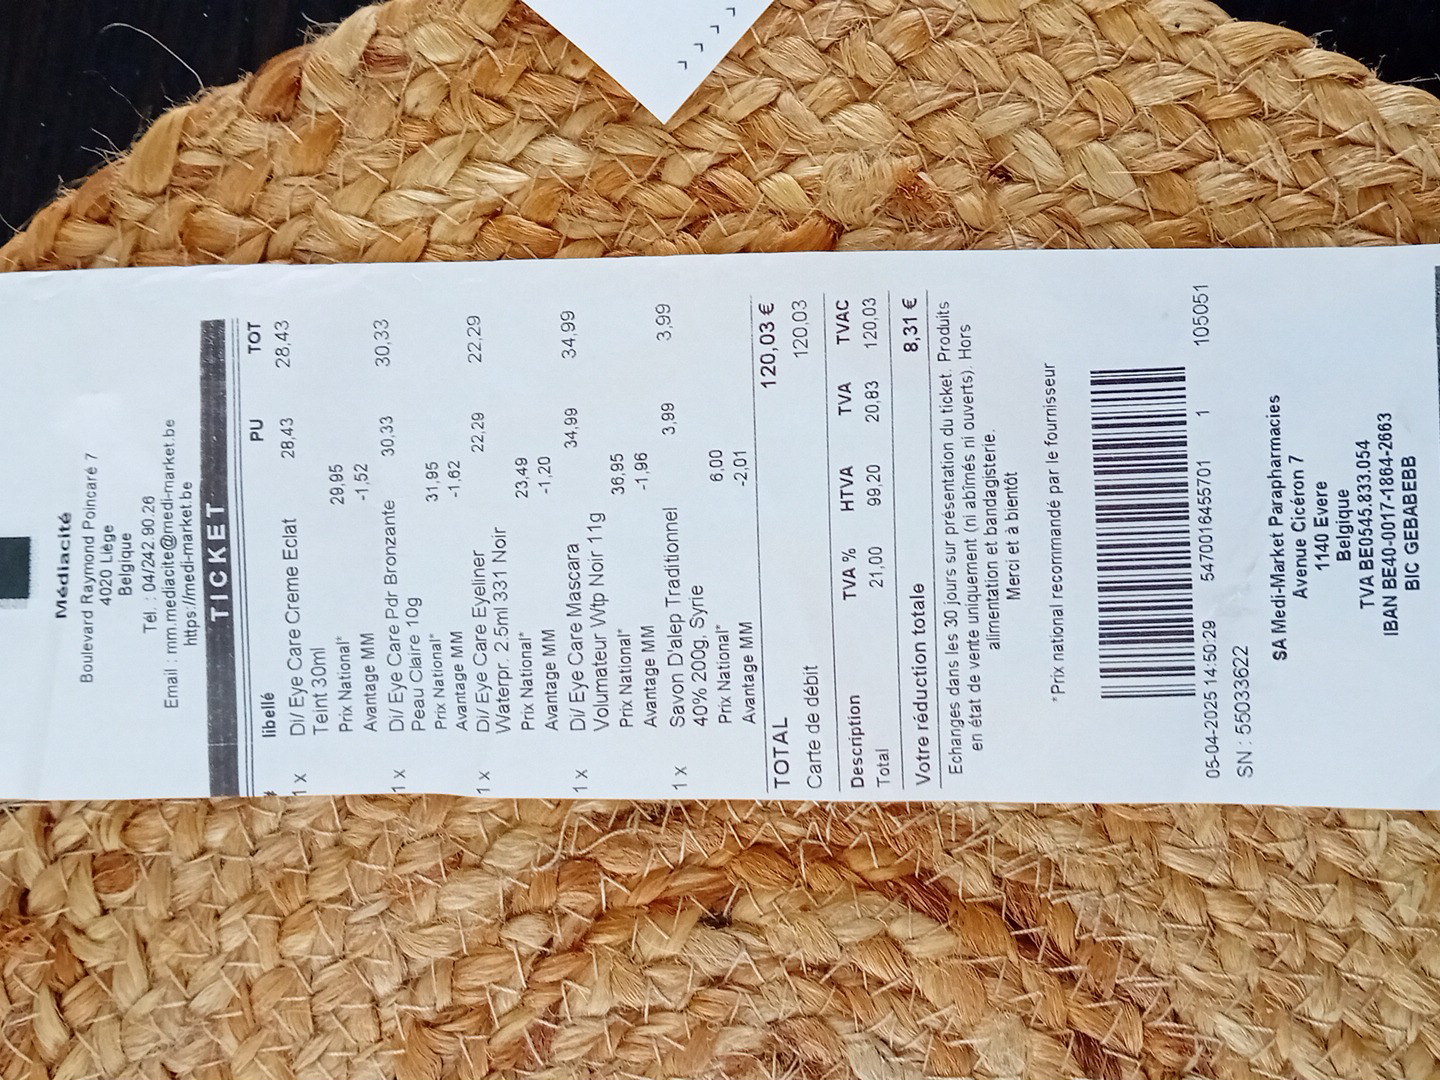 Médiacité
Boulevard Raymond Poincaré 7
4020 Liège
Belgique
Tél. : 04/242.90.26
Email : mm.mediacite@medi-market.be
https://medi-market.be
TICKET
# libellé PU TOT
1 x Di/ Eye Care Creme Eclat 28,43 28,43
Teint 30ml
Prix National* 29,95
Avantage MM -1,52
1 x Di/ Eye Care Pdr Bronzante 30,33 30,33
Peau Claire 10g
Prix National* 31,95
Avantage MM -1,62
1 x Di/ Eye Care Eyeliner 22,29 22,29
Waterpr. 2.5ml 331 Noir
Prix National* 23,49
Avantage MM -1,20
1 x Di/ Eye Care Mascara 34,99 34,99
Volumateur Wtp Noir 11g
Prix National* 36,95
Avantage MM -1,96
1 x Savon D'alep Traditionnel 3,99 3,99
40% 200g, Syrie
Prix National* 6,00
Avantage MM -2,01
TOTAL 120,03 €
Carte de débit 120,03
Description TVA % HTVA TVA TVAC
Total 21,00 99,20 20,83 120,03
Votre réduction totale 8,31 €
Echanges dans les 30 jours sur présentation du ticket. Produits
en état de vente uniquement (ni abîmés ni ouverts). Hors
alimentation et bandagisterie.
Merci et à bientôt
*Prix national recommandé par le fournisseur
05-04-2025 14:50:29 5470016455701 1 105051
SN : 55033622
SA Medi-Market Parapharmacies
Avenue Cicéron 7
1140 Evere
Belgique
TVA BE0545.833.054
IBAN BE40-0017-1864-2663
BIC GEBABEBB